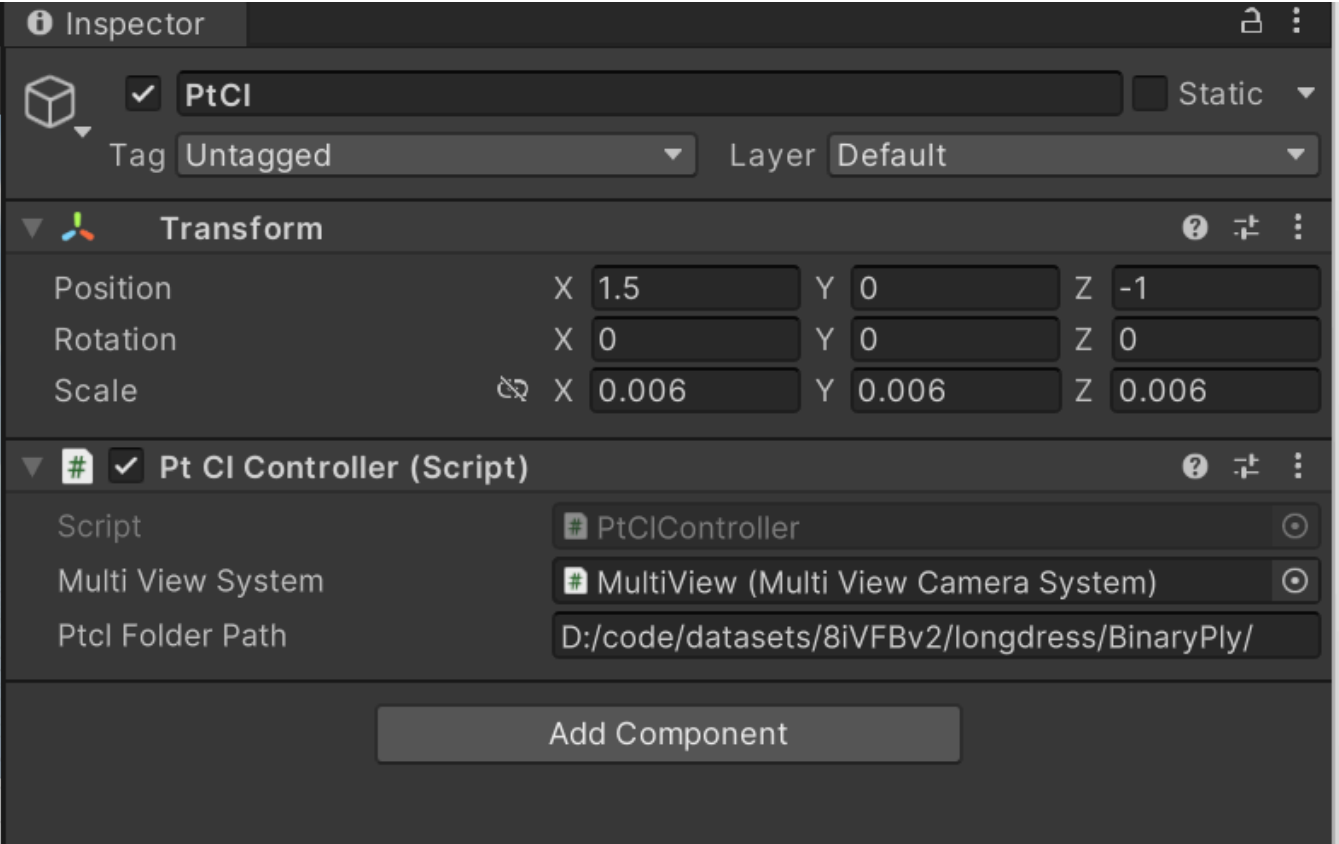 Inspector
PtCl
Static
Tag Untagged
Layer Default
Transform
Position X 1.5 Y 0 Z -1
Rotation X 0 Y 0 Z 0
Scale X 0.006 Y 0.006 Z 0.006
# Pt Cl Controller (Script)
Script # PtClController
Multi View System # MultiView (Multi View Camera System)
Ptcl Folder Path D:/code/datasets/8iVFBv2/longdress/BinaryPly/
Add Component